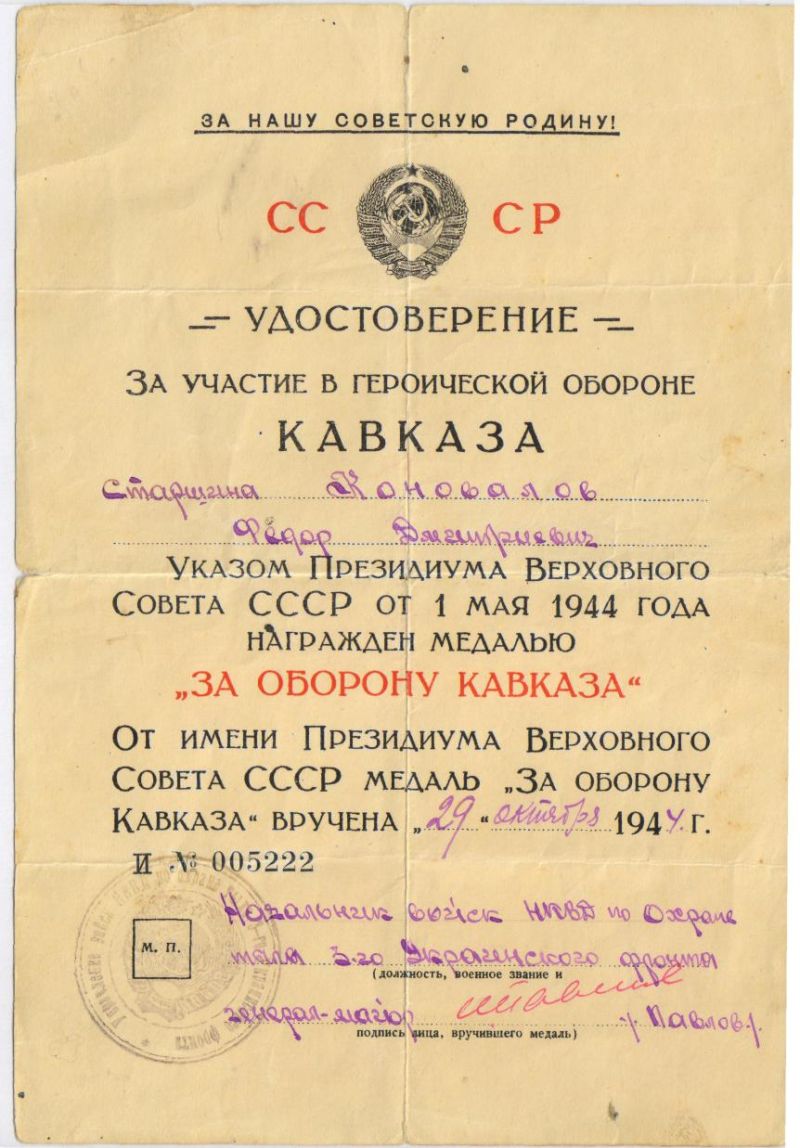 ЗА НАШУ СОВЕТСКУЮ РОДИНУ!
СС СР
УДОСТОВЕРЕНИЕ
ЗА УЧАСТИЕ В ГЕРОИЧЕСКОЙ ОБОРОНЕ
КАВКАЗА
Старшина Коновалов
Фёдор Дмитриевич
УКАЗОМ ПРЕЗИДИУМА ВЕРХОВНОГО
СОВЕТА СССР ОТ 1 МАЯ 1944 ГОДА
НАГРАЖДЕН МЕДАЛЬЮ
„ЗА ОБОРОНУ КАВКАЗА“
ОТ ИМЕНИ ПРЕЗИДИУМА ВЕРХОВНОГО
СОВЕТА СССР МЕДАЛЬ „ЗА ОБОРОНУ
КАВКАЗА“ ВРУЧЕНА „29“ октября 1944 г.
И № 005222
Начальник войск НКВД по Охране
М. П.
тыла 3-го Украинского фронта
(должность, военное звание и
генерал-майор /Павлов/.
подпись лица, вручившего медаль)